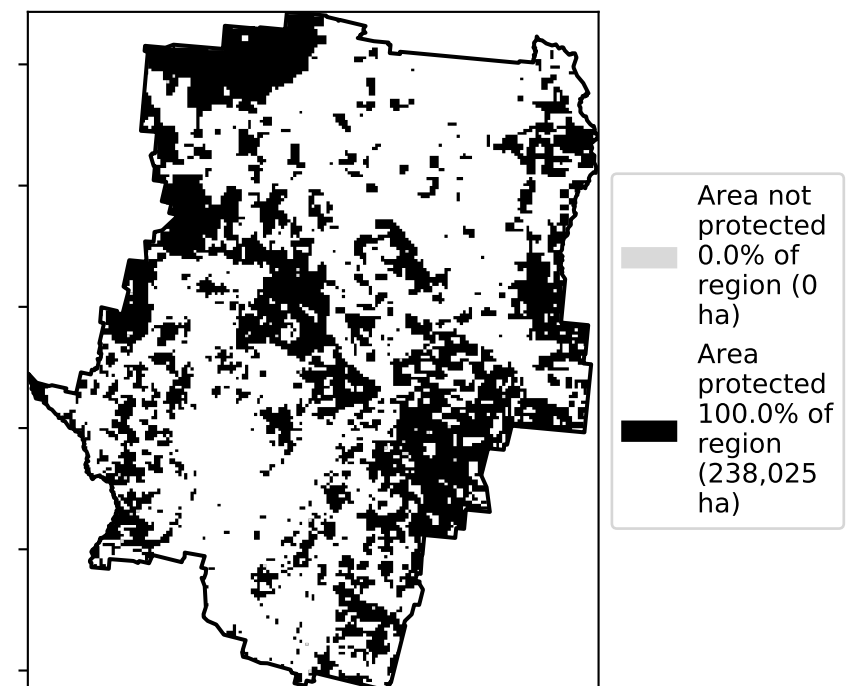 Area not
protected
0.0% of
region (0
ha)
Area
protected
100.0% of
region
(238,025
ha)